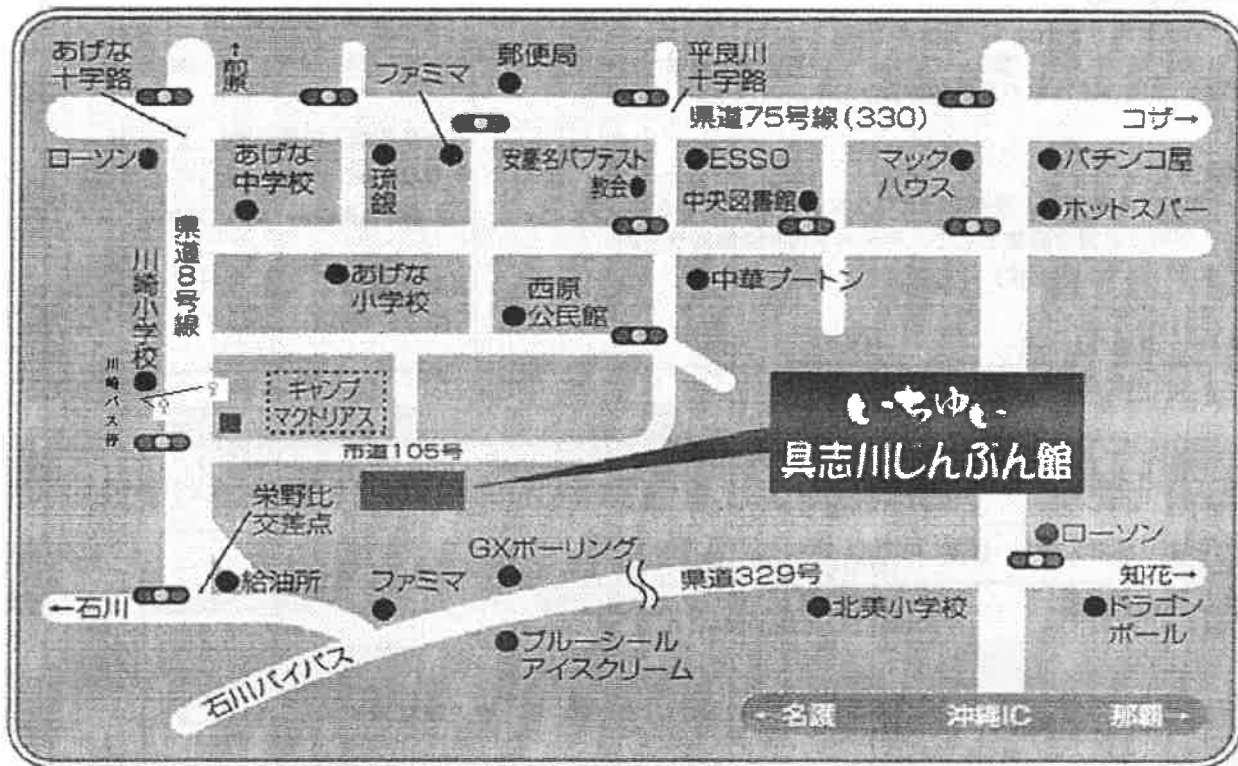 あげな
十字路
↑前原
ファミマ
郵便局
平良川
十字路
県道75号線(330)
コザ→
ローソン
あげな
中学校
琉銀
安慶名バプテスト
教会
ESSO
中央図書館
マック
ハウス
パチンコ屋
ホットスパー
県道8号線
川崎小学校
あげな
小学校
西原
公民館
中華プートン
川崎バス停
キャンプ
マクトリアス
市道105号
いちゆい
具志川じんぶん館
栄野比
交差点
GXボーリング
ローソン
給油所
ファミマ
県道329号
知花→
←石川
北美小学校
ドラゴン
ボール
ブルーシール
アイスクリーム
石川バイパス
←名護
沖縄IC
那覇→